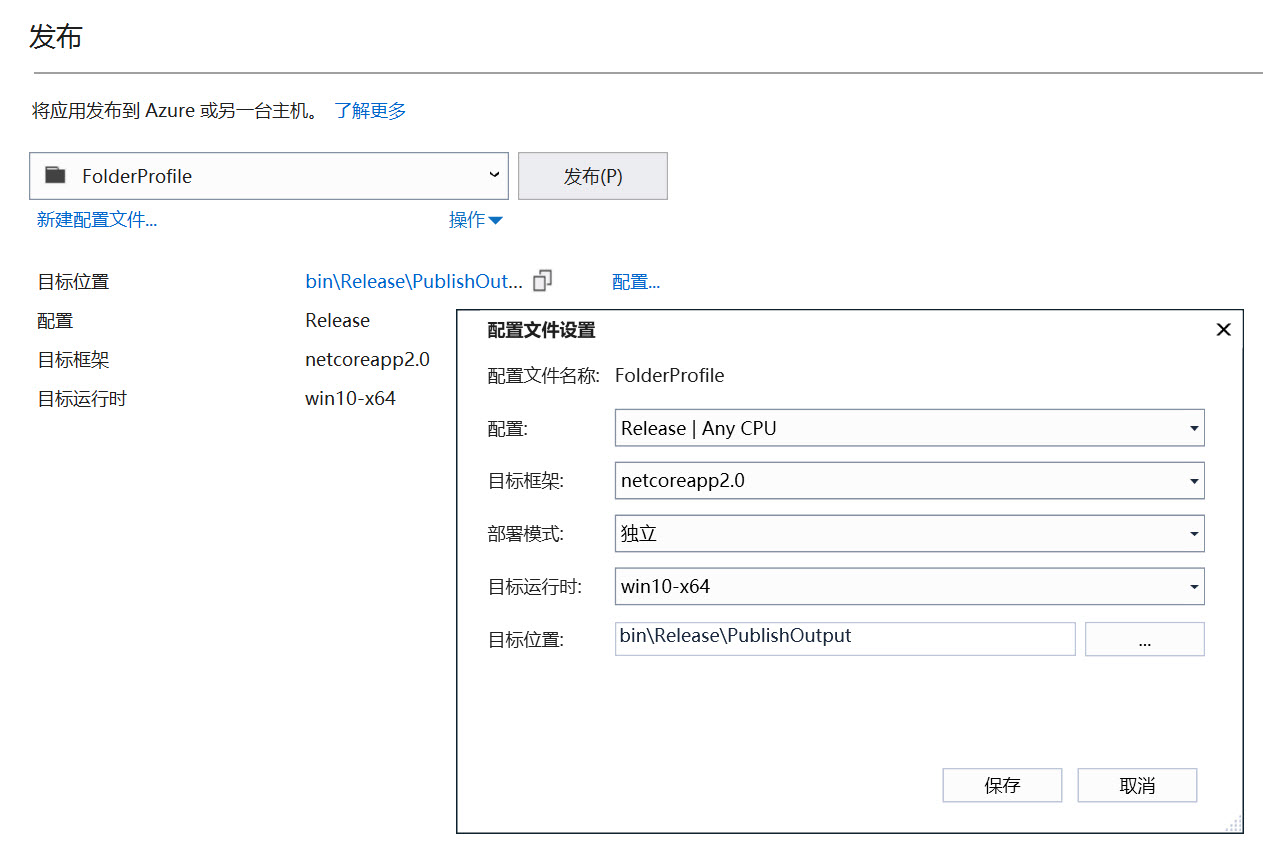 发布
将应用发布到 Azure 或另一台主机。 了解更多
FolderProfile 发布(P)
新建配置文件... 操作
目标位置 bin\Release\PublishOut... 配置...
配置 Release
目标框架 netcoreapp2.0
目标运行时 win10-x64
配置文件设置
配置文件名称: FolderProfile
配置: Release | Any CPU
目标框架: netcoreapp2.0
部署模式: 独立
目标运行时: win10-x64
目标位置: bin\Release\PublishOutput ...
保存 取消